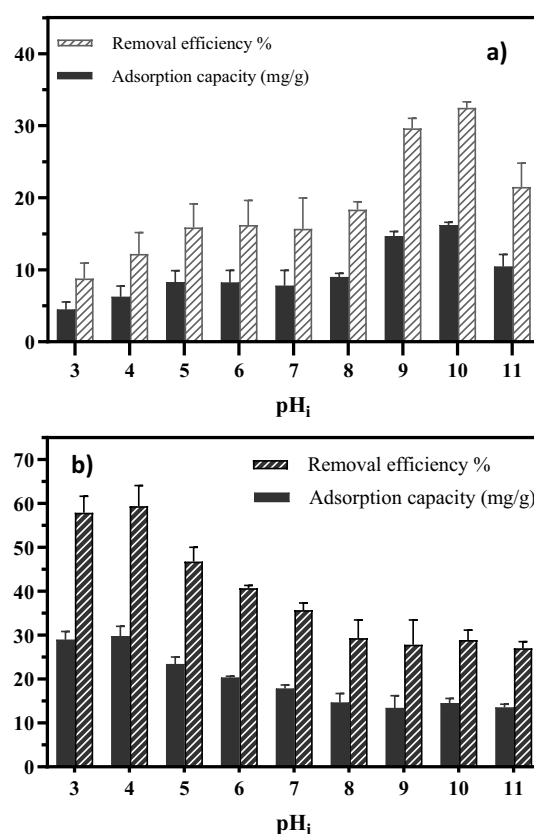 Removal efficiency %
a)
Adsorption capacity (mg/g)
40
30
20
10
0
3 4 5 6 7 8 9 10 11
pHi
b)
Removal efficiency %
Adsorption capacity (mg/g)
70
60
50
40
30
20
10
0
3 4 5 6 7 8 9 10 11
pHi